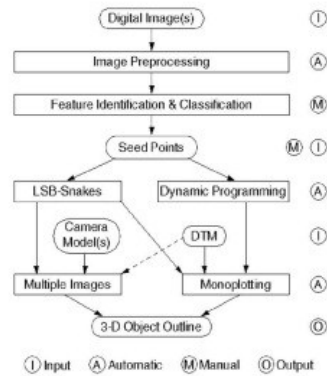 Digital Image(s) I
Image Preprocessing A
Feature Identification & Classification M
Seed Points M I
LSB-Snakes Dynamic Programming A
Camera
Model(s) DTM I
Multiple Images Monoplotting A
3-D Object Outline O
I Input A Automatic M Manual O Output